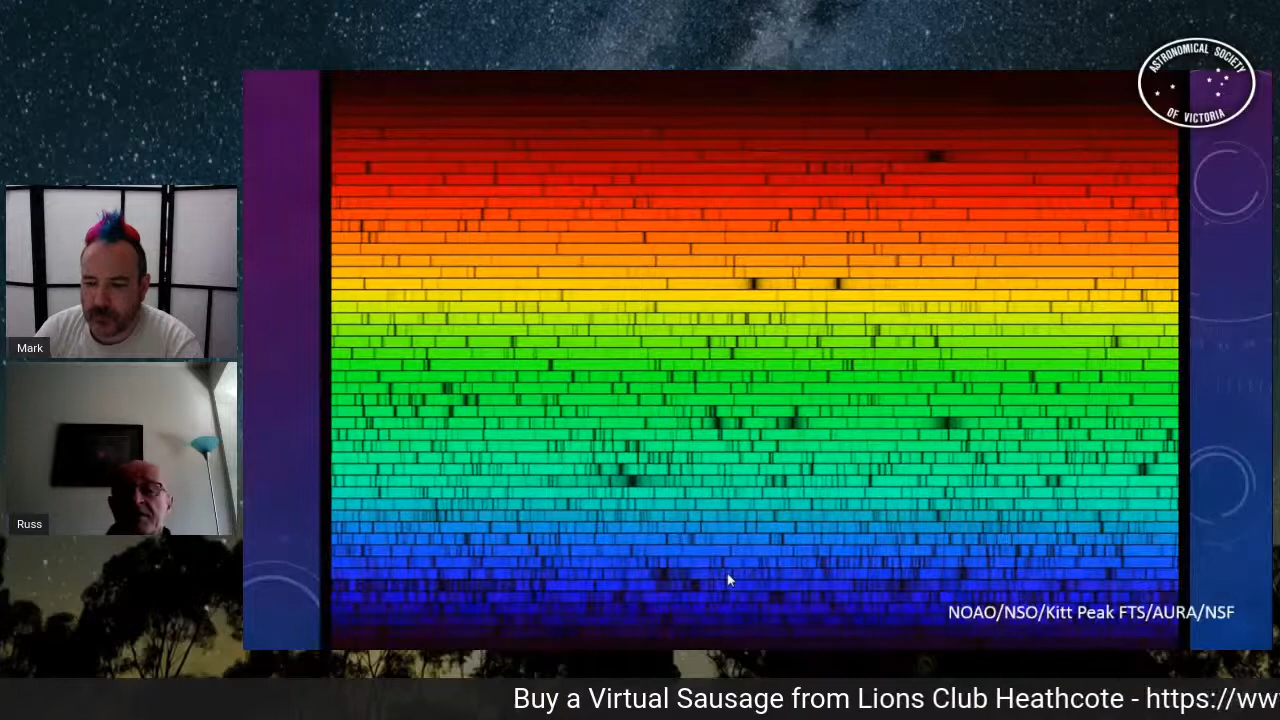 ASTRONOMICAL SOCIETY
OF VICTORIA
Mark
Russ
NOAO/NSO/Kitt Peak FTS/AURA/NSF
Buy a Virtual Sausage from Lions Club Heathcote - https://ww